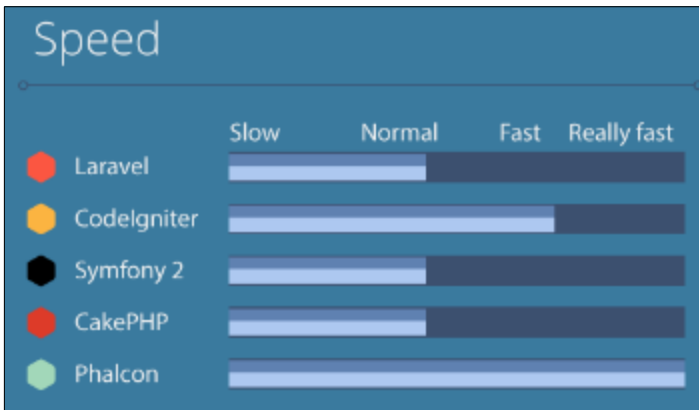 Speed
Slow Normal Fast Really fast
Laravel
CodeIgniter
Symfony 2
CakePHP
Phalcon